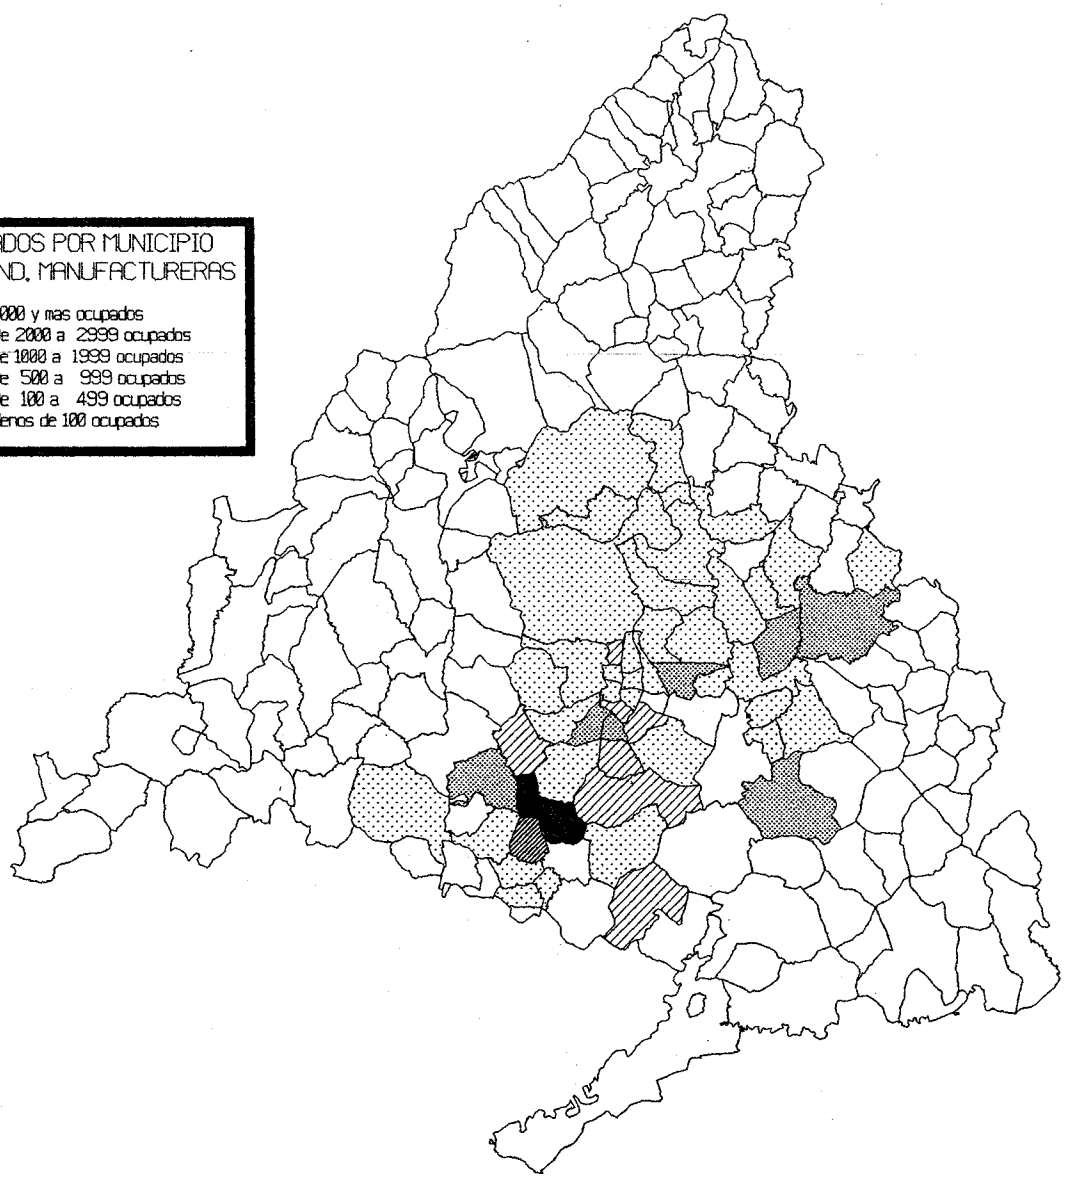 ADOS POR MUNICIPIO
ND. MANUFACTURERAS
000 y mas ocupados
e 2000 a 2999 ocupados
e 1000 a 1999 ocupados
e 500 a 999 ocupados
e 100 a 499 ocupados
enos de 100 ocupados